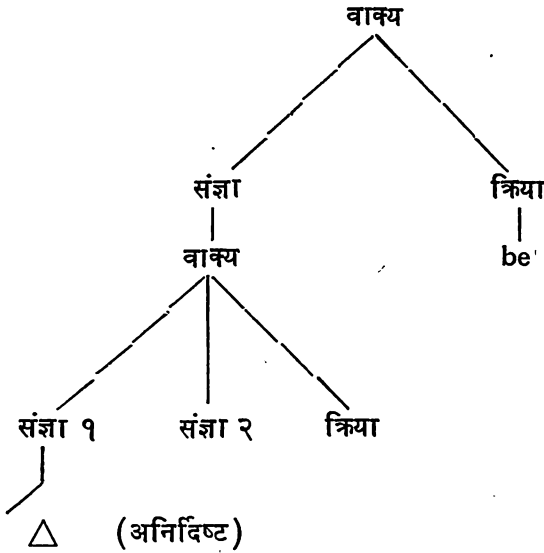 वाक्य
संज्ञा क्रिया
वाक्य be
संज्ञा १ संज्ञा २ क्रिया
△ (अनिर्दिष्ट)